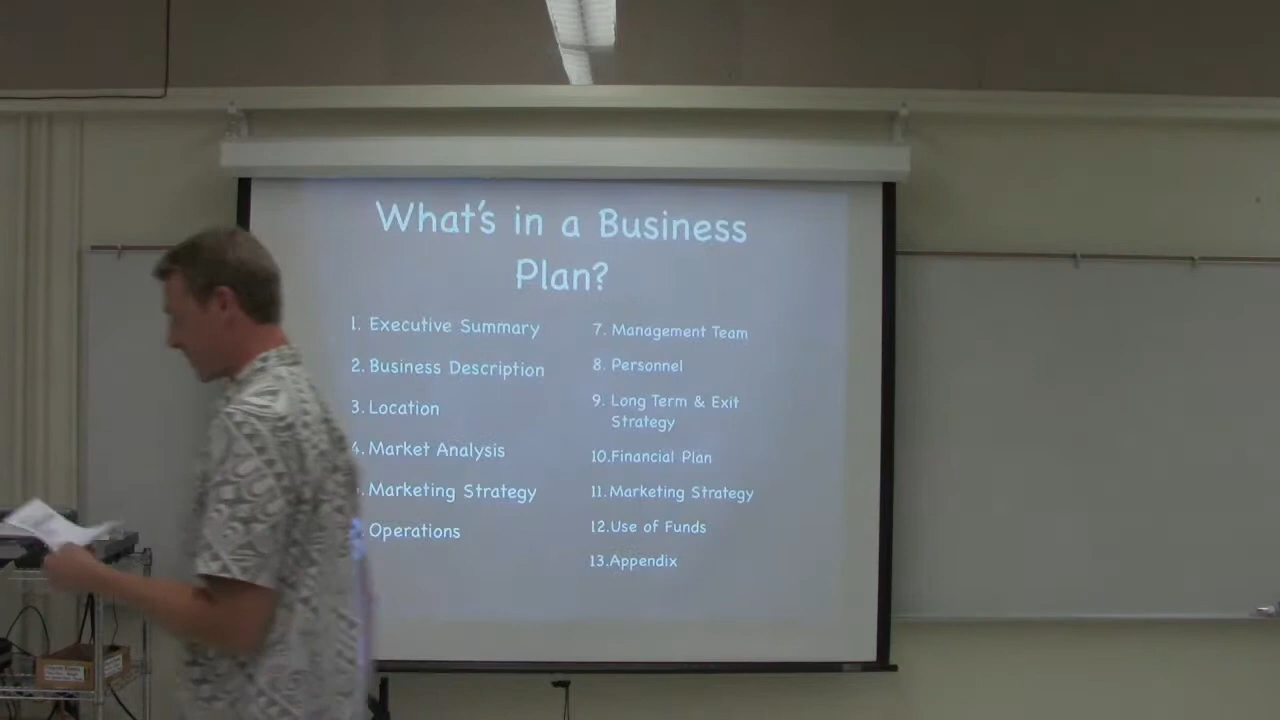 What's in a Business
Plan?
1. Executive Summary
2. Business Description
3. Location
4. Market Analysis
Marketing Strategy
Operations
7. Management Team
8. Personnel
9. Long Term & Exit
Strategy
10.Financial Plan
11. Marketing Strategy
12.Use of Funds
13.Appendix